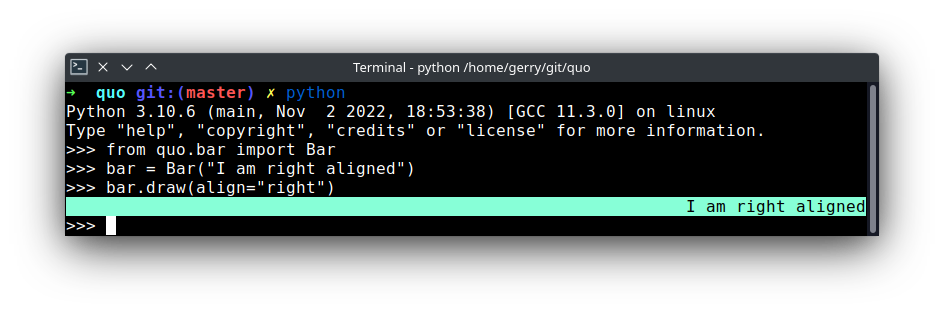 Terminal - python /home/gerry/git/quo
➜  quo git:(master) ✗ python
Python 3.10.6 (main, Nov  2 2022, 18:53:38) [GCC 11.3.0] on linux
Type "help", "copyright", "credits" or "license" for more information.
>>> from quo.bar import Bar
>>> bar = Bar("I am right aligned")
>>> bar.draw(align="right")
I am right aligned
>>>